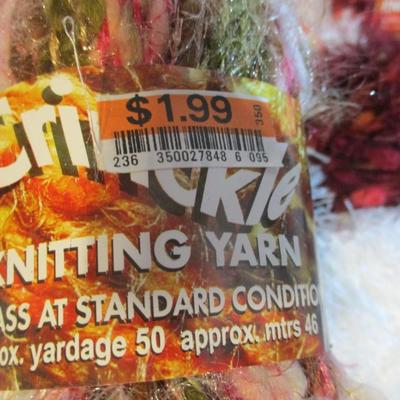 $1.99
350
236 350027848 6 095
KNITTING YARN
ASS AT STANDARD CONDITIO
ox. yardage 50 approx. mtrs 46